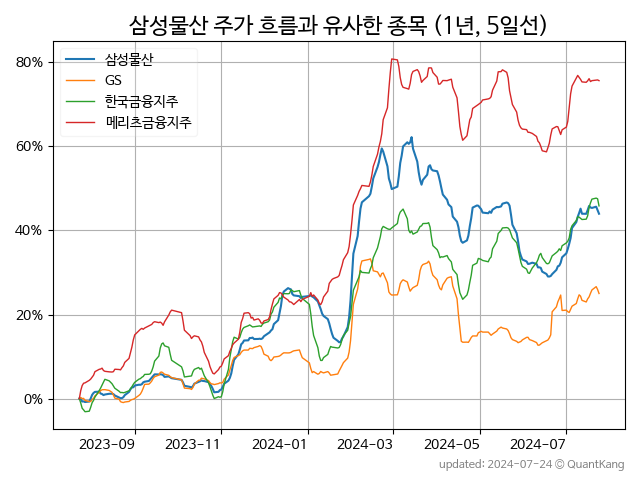 삼성물산 주가 흐름과 유사한 종목 (1년, 5일선)
삼성물산
GS
한국금융지주
메리츠금융지주
80%
60%
40%
20%
0%
2023-09 2023-11 2024-01 2024-03 2024-05 2024-07
updated: 2024-07-24 @ QuantKang